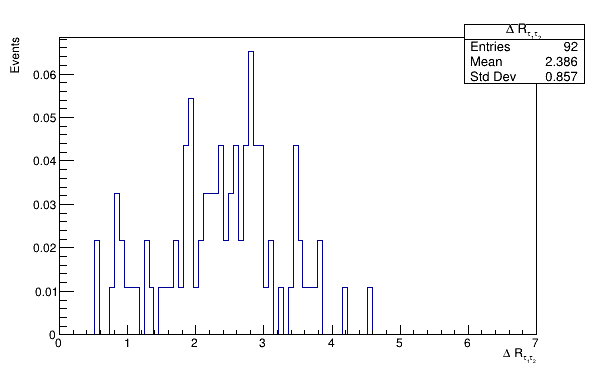 Δ R_{τ₁τ₂}
Entries 92
Mean 2.386
Std Dev 0.857
Events
0.06
0.05
0.04
0.03
0.02
0.01
0
0 1 2 3 4 5 6 7
Δ R_{τ₁τ₂}